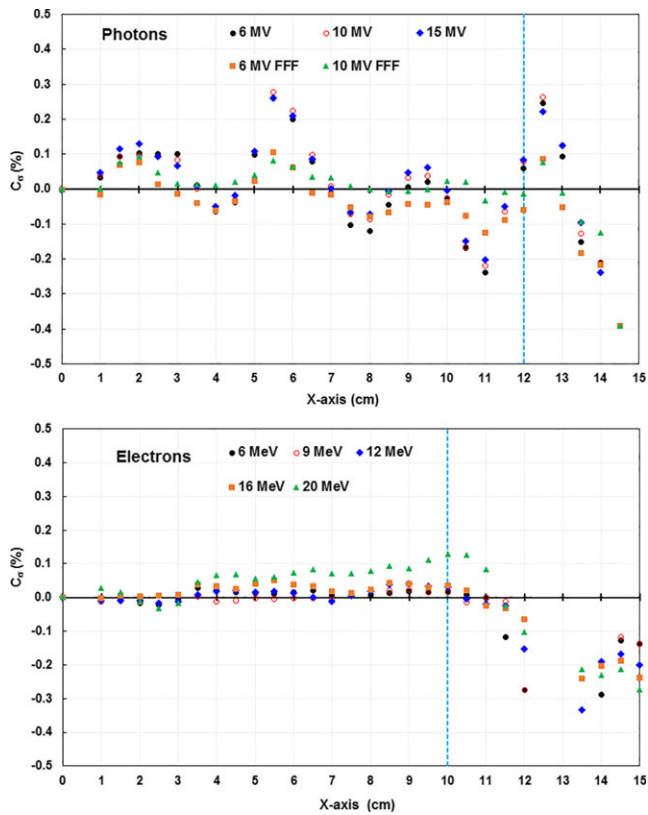 Photons
6 MV 10 MV 15 MV
6 MV FFF 10 MV FFF
0.5
0.4
0.3
0.2
0.1
0.0
-0.1
-0.2
-0.3
-0.4
-0.5
Cα (%)
0 1 2 3 4 5 6 7 8 9 10 11 12 13 14 15
X-axis (cm)
Electrons
6 MeV 9 MeV 12 MeV
16 MeV 20 MeV
0.5
0.4
0.3
0.2
0.1
0.0
-0.1
-0.2
-0.3
-0.4
-0.5
Cα (%)
0 1 2 3 4 5 6 7 8 9 10 11 12 13 14 15
X-axis (cm)